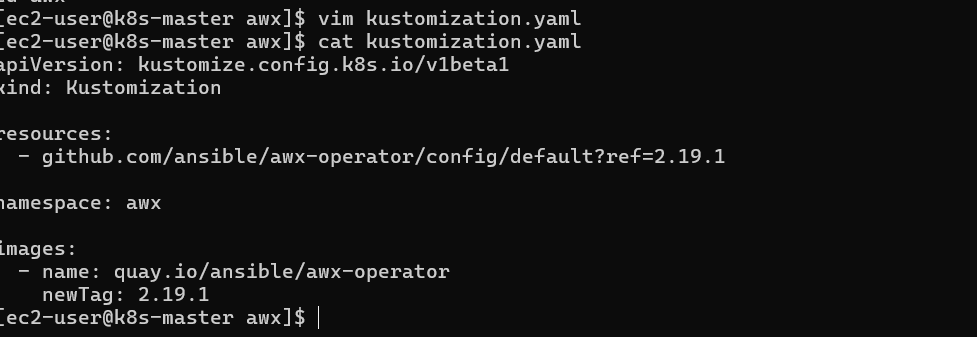 [ec2-user@k8s-master awx]$ vim kustomization.yaml
[ec2-user@k8s-master awx]$ cat kustomization.yaml
apiVersion: kustomize.config.k8s.io/v1beta1
kind: Kustomization
resources:
  - github.com/ansible/awx-operator/config/default?ref=2.19.1
namespace: awx
images:
  - name: quay.io/ansible/awx-operator
    newTag: 2.19.1
[ec2-user@k8s-master awx]$